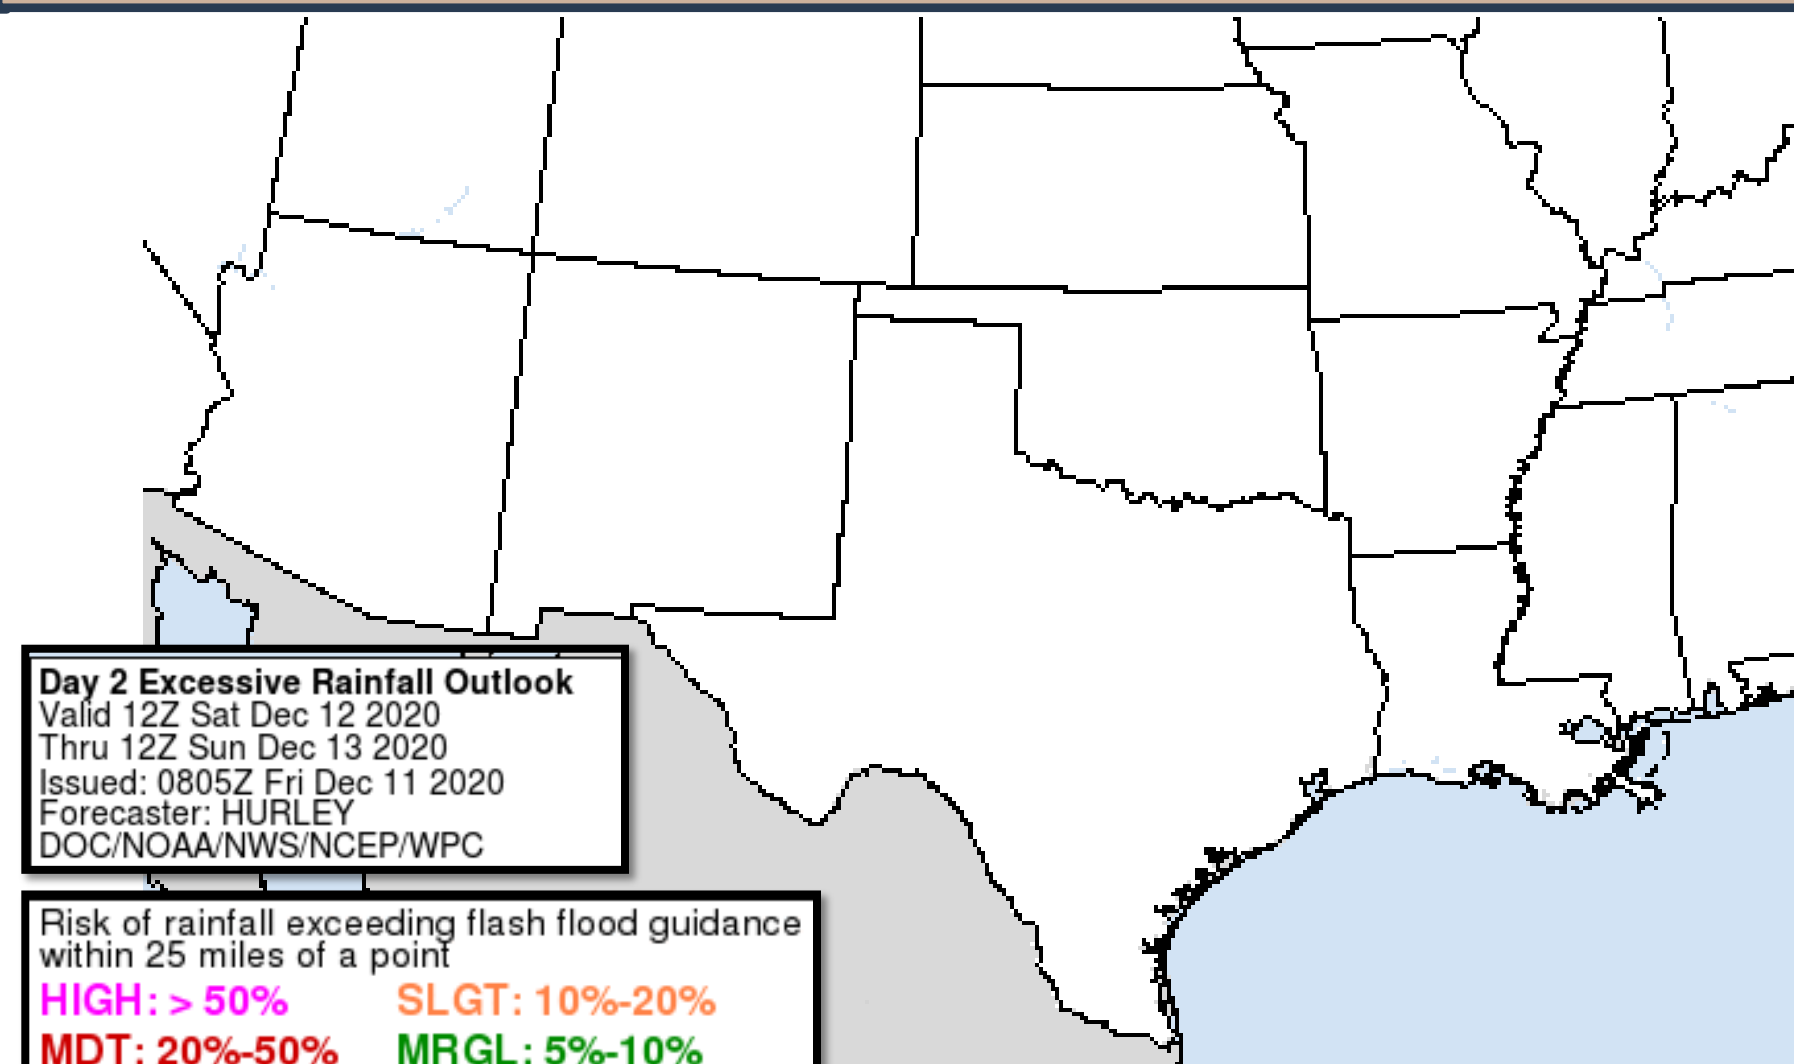 Day 2 Excessive Rainfall Outlook
Valid 12Z Sat Dec 12 2020
Thru 12Z Sun Dec 13 2020
Issued: 0805Z Fri Dec 11 2020
Forecaster: HURLEY
DOC/NOAA/NWS/NCEP/WPC
Risk of rainfall exceeding flash flood guidance
within 25 miles of a point
HIGH: > 50% SLGT: 10%-20%
MDT: 20%-50% MRGL: 5%-10%